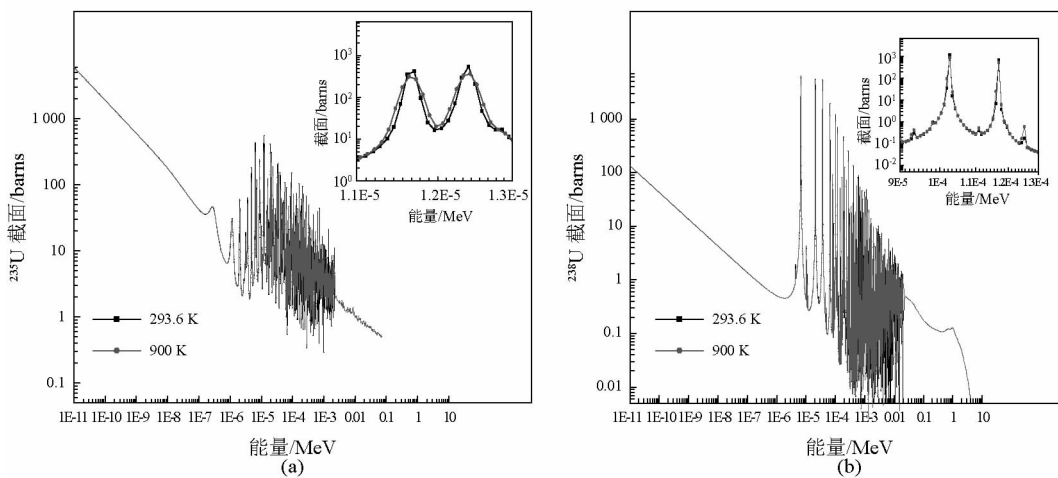 ²³⁵U 截面/barns
1 000
100
10
1
0.1
1E-11 1E-10 1E-9 1E-8 1E-7 1E-6 1E-5 1E-4 1E-3 0.01 0.1 1 10
能量/MeV
(a)
293.6 K
900 K
截面/barns
10³
10²
10¹
10⁰
1.1E-5 1.2E-5 1.3E-5
能量/MeV
²³⁸U 截面/barns
1 000
100
10
1
0.1
0.01
1E-11 1E-10 1E-9 1E-8 1E-7 1E-6 1E-5 1E-4 1E-3 0.01 0.1 1 10
能量/MeV
(b)
293.6 K
900 K
截面/barns
10³
10²
10¹
10⁰
10⁻¹
10⁻²
9E-5 1E-4 1.1E-4 1.2E-4 1.3E-4
能量/MeV